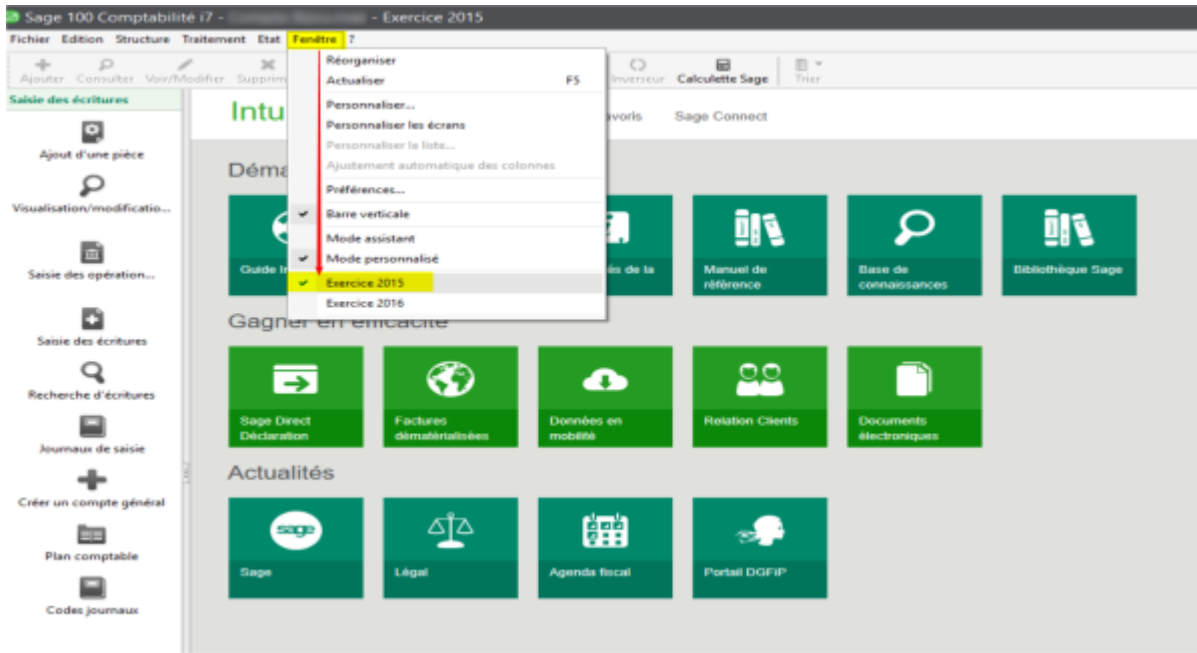 Sage 100 Comptabilité i7 - - Exercice 2015
Fichier Edition Structure Traitement Etat Fenêtre ?
Ajouter Consulter Voir/Modifier Supprim Inverseur Calculette Sage Trier
Saisie des écritures
Ajout d'une pièce
Visualisation/modificatio...
Saisie des opération...
Saisie des écritures
Recherche d'écritures
Journaux de saisie
Créer un compte général
Plan comptable
Codes journaux
Réorganiser
Actualiser F5
Personnaliser...
Personnaliser les écrans
Personnaliser la liste...
Ajustement automatique des colonnes
Préférences...
Barre verticale
Mode assistant
Mode personnalisé
Exercice 2015
Exercice 2016
Intu avoris Sage Connect
Déma
Guide In és de la
Manuel de
référence
Base de
connaissances
Bibliothèque Sage
Gagner en efficacité
Sage Direct
Déclaration
Factures
dématérialisées
Données en
mobilité
Relation Clients
Documents
électroniques
Actualités
sage
Sage
Légal
Agenda fiscal
Portail DGFiP